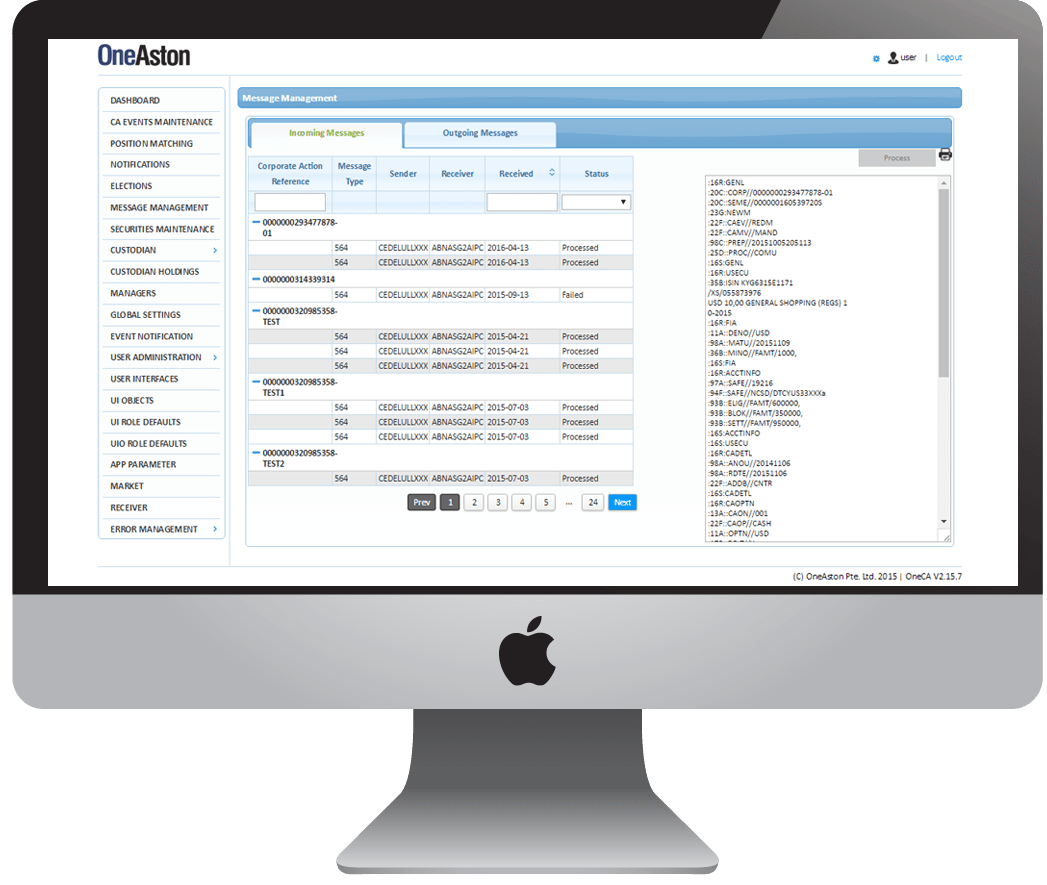 OneAston
user | Logout
DASHBOARD
CA EVENTS MAINTENANCE
POSITION MATCHING
NOTIFICATIONS
ELECTIONS
MESSAGE MANAGEMENT
SECURITIES MAINTENANCE
CUSTODIAN
CUSTODIAN HOLDINGS
MANAGERS
GLOBAL SETTINGS
EVENT NOTIFICATION
USER ADMINISTRATION
USER INTERFACES
UI OBJECTS
UI ROLE DEFAULTS
UIO ROLE DEFAULTS
APP PARAMETER
MARKET
RECEIVER
ERROR MANAGEMENT
Message Management
Incoming Messages Outgoing Messages
Process
Corporate Action Reference Message Type Sender Receiver Received Status
0000000293477878-
01
564 CEDELULLXXX ABNASG2AIPC 2016-04-13 Processed
564 CEDELULLXXX ABNASG2AIPC 2016-04-13 Processed
0000000314339314
564 CEDELULLXXX ABNASG2AIPC 2015-09-13 Failed
0000000320985358-
TEST
564 CEDELULLXXX ABNASG2AIPC 2015-04-21 Processed
564 CEDELULLXXX ABNASG2AIPC 2015-04-21 Processed
564 CEDELULLXXX ABNASG2AIPC 2015-04-21 Processed
0000000320985358-
TEST1
564 CEDELULLXXX ABNASG2AIPC 2015-07-03 Processed
564 CEDELULLXXX ABNASG2AIPC 2015-07-03 Processed
564 CEDELULLXXX ABNASG2AIPC 2015-07-03 Processed
0000000320985358-
TEST2
564 CEDELULLXXX ABNASG2AIPC 2015-07-03 Processed
Prev 1 2 3 4 5 ... 24 Next
:16R:GENL
:20C::CORP//0000000293477878-01
:20C::SEME//0000001605397205
:23G:NEWM
:22F::CAEV//REDM
:22F::CAMV//MAND
:98C::PREP//20151005205113
:25D::PROC//COMU
:16S:GENL
:16R:USECU
:35B:ISIN KYG6315E1171
/XS/055873976
USD 10,00 GENERAL SHOPPING (REGS) 1
0-2015
:16R:FIA
:11A::DENO//USD
:98A::MATU//20151109
:36B::MINO//FAMT/1000,
:16S:FIA
:16R:ACCTINFO
:97A::SAFE//19216
:94F::SAFE//NCSD/DTCYUS33XXXa
:93B::ELIG//FAMT/600000,
:93B::BLOK//FAMT/350000,
:93B::SETT//FAMT/950000,
:16S:ACCTINFO
:16S:USECU
:16R:CADETL
:98A::ANOU//20141106
:98A::RDTE//20151106
:22F::ADDB//CNTR
:16S:CADETL
:16R:CAOPTN
:13A::CAON//001
:22F::CAOP//CASH
:11A::OPTN//USD
(C) OneAston Pte. Ltd. 2015 | OneCA V2.15.7